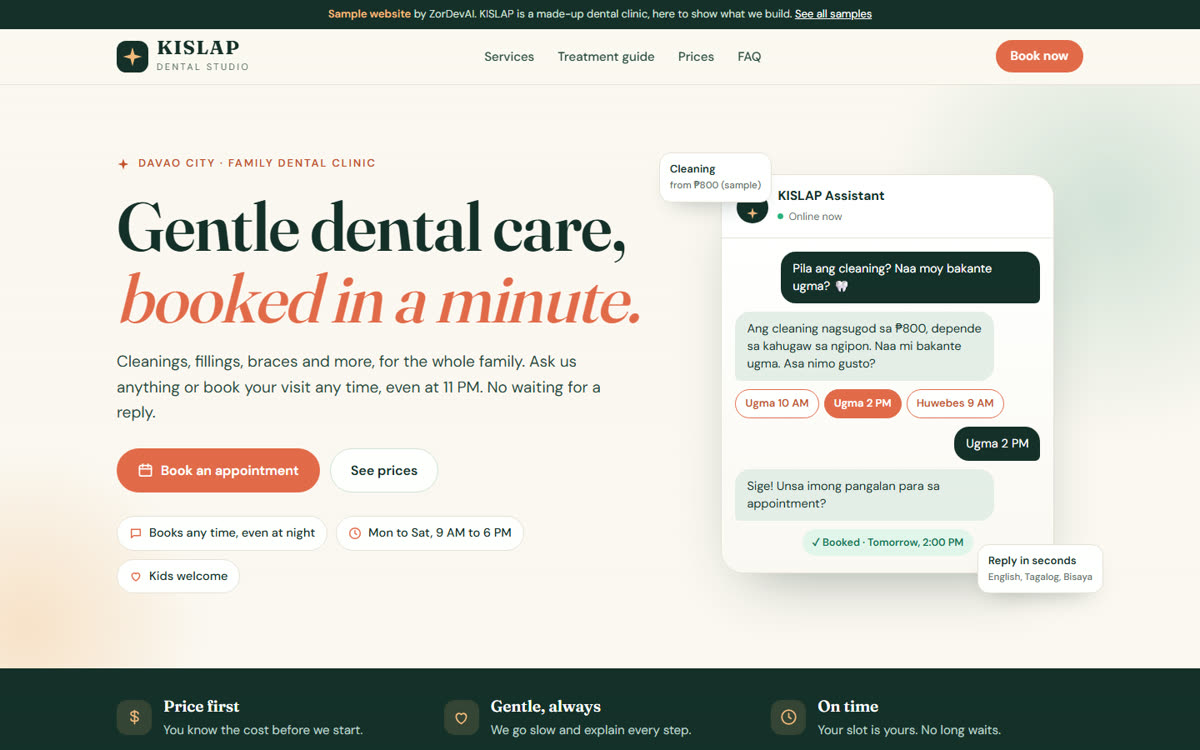 Sample website by ZorDevAI. KISLAP is a made-up dental clinic, here to show what we build. See all samples
KISLAP
DENTAL STUDIO
Services
Treatment guide
Prices
FAQ
Book now
DAVAO CITY · FAMILY DENTAL CLINIC
Gentle dental care,
booked in a minute.
Cleanings, fillings, braces and more, for the whole family. Ask us
anything or book your visit any time, even at 11 PM. No waiting for a
reply.
Book an appointment
See prices
Books any time, even at night
Mon to Sat, 9 AM to 6 PM
Kids welcome
Cleaning
from ₱800 (sample)
KISLAP Assistant
Online now
Pila ang cleaning? Naa moy bakante
ugma? 🦷
Ang cleaning nagsugod sa ₱800, depende
sa kahugaw sa ngipon. Naa mi bakante
ugma. Asa nimo gusto?
Ugma 10 AM
Ugma 2 PM
Huwebes 9 AM
Ugma 2 PM
Sige! Unsa imong pangalan para sa
appointment?
✓ Booked · Tomorrow, 2:00 PM
Reply in seconds
English, Tagalog, Bisaya
$
Price first
You know the cost before we start.
Gentle, always
We go slow and explain every step.
On time
Your slot is yours. No long waits.